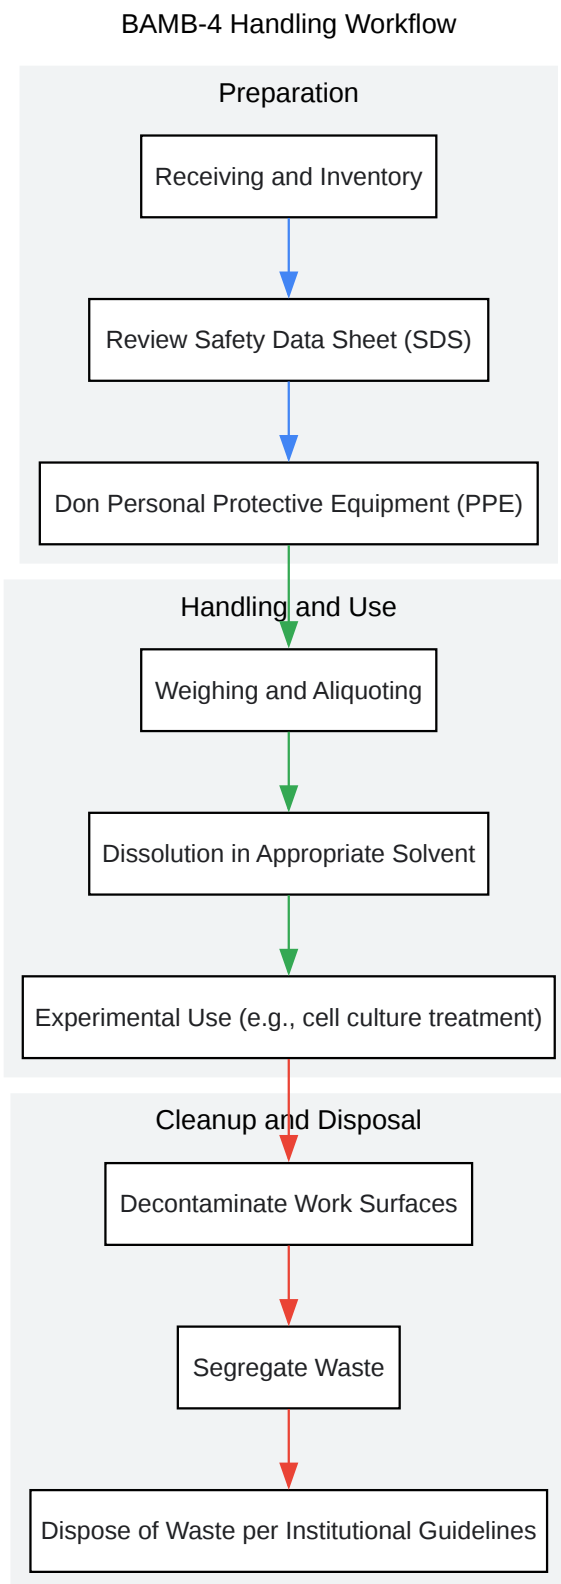 BAMB-4 Handling Workflow
Preparation
Receiving and Inventory
Review Safety Data Sheet (SDS)
Don Personal Protective Equipment (PPE)
Handling and Use
Weighing and Aliquoting
Dissolution in Appropriate Solvent
Experimental Use (e.g., cell culture treatment)
Cleanup and Disposal
Decontaminate Work Surfaces
Segregate Waste
Dispose of Waste per Institutional Guidelines